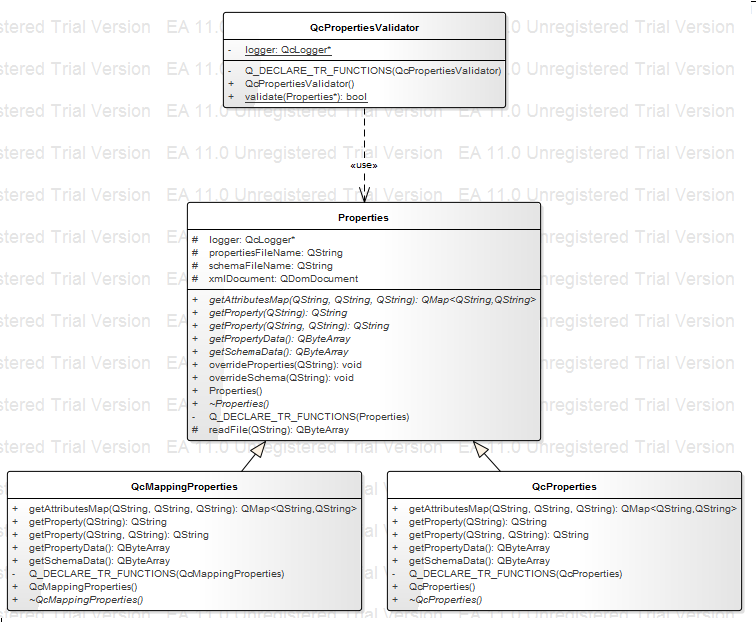 QcPropertiesValidator
- logger: QcLogger*
- Q_DECLARE_TR_FUNCTIONS(QcPropertiesValidator)
+ QcPropertiesValidator()
+ validate(Properties*): bool
«use»
Properties
# logger: QcLogger*
# propertiesFileName: QString
# schemaFileName: QString
# xmlDocument: QDomDocument
+ getAttributesMap(QString, QString, QString): QMap<QString,QString>
+ getProperty(QString): QString
+ getProperty(QString, QString): QString
+ getPropertyData(): QByteArray
+ getSchemaData(): QByteArray
+ overrideProperties(QString): void
+ overrideSchema(QString): void
+ Properties()
+ ~Properties()
- Q_DECLARE_TR_FUNCTIONS(Properties)
# readFile(QString): QByteArray
QcMappingProperties
+ getAttributesMap(QString, QString, QString): QMap<QString,QString>
+ getProperty(QString): QString
+ getProperty(QString, QString): QString
+ getPropertyData(): QByteArray
+ getSchemaData(): QByteArray
- Q_DECLARE_TR_FUNCTIONS(QcMappingProperties)
+ QcMappingProperties()
+ ~QcMappingProperties()
QcProperties
+ getAttributesMap(QString, QString, QString): QMap<QString,QString>
+ getProperty(QString): QString
+ getProperty(QString, QString): QString
+ getPropertyData(): QByteArray
+ getSchemaData(): QByteArray
- Q_DECLARE_TR_FUNCTIONS(QcProperties)
+ QcProperties()
+ ~QcProperties()
EA 11.0 Unregistered Trial Version